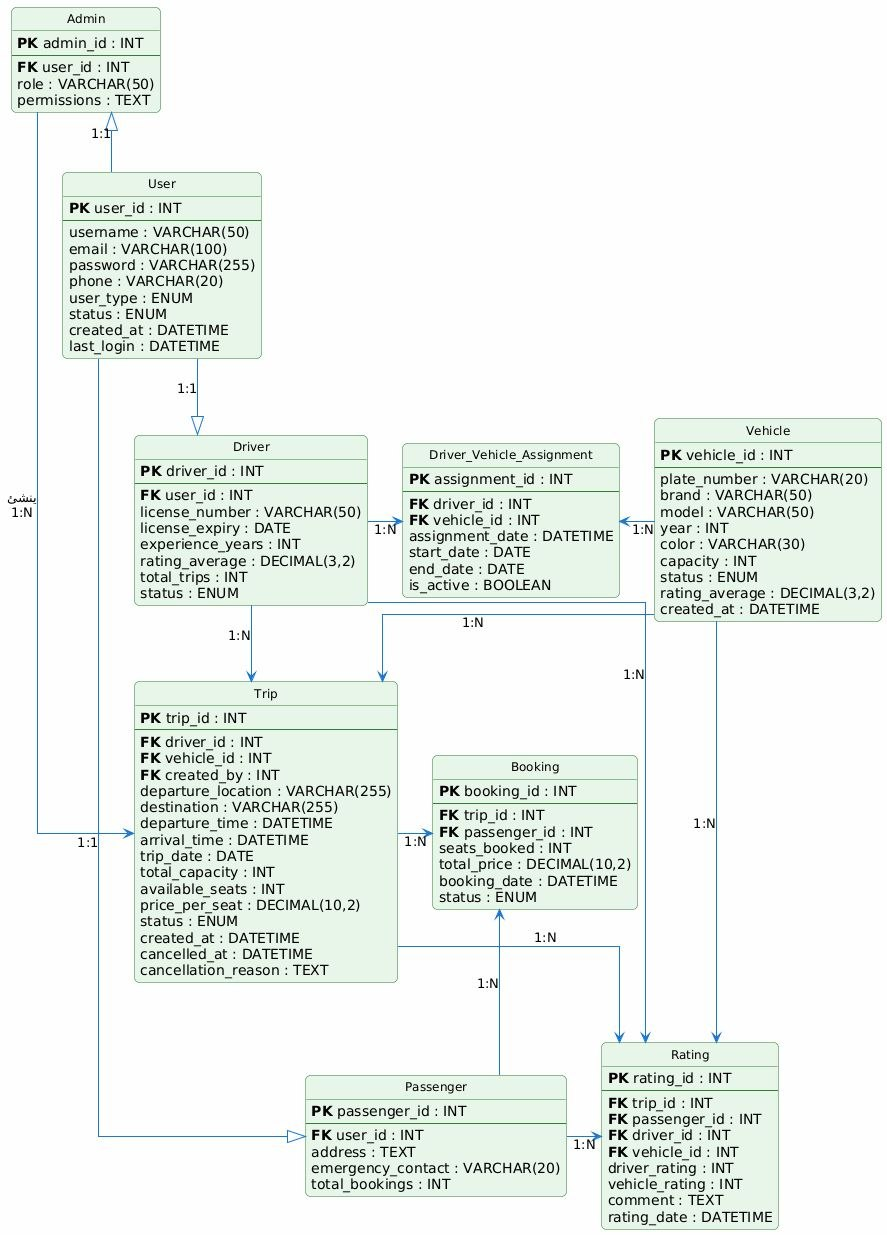 Admin
PK admin_id : INT
FK user_id : INT
role : VARCHAR(50)
permissions : TEXT
1:1
User
PK user_id : INT
username : VARCHAR(50)
email : VARCHAR(100)
password : VARCHAR(255)
phone : VARCHAR(20)
user_type : ENUM
status : ENUM
created_at : DATETIME
last_login : DATETIME
1:1
ينشئ
1:N
Driver
PK driver_id : INT
FK user_id : INT
license_number : VARCHAR(50)
license_expiry : DATE
experience_years : INT
rating_average : DECIMAL(3,2)
total_trips : INT
status : ENUM
1:N
Driver_Vehicle_Assignment
PK assignment_id : INT
FK driver_id : INT
FK vehicle_id : INT
assignment_date : DATETIME
start_date : DATE
end_date : DATE
is_active : BOOLEAN
1:N
Vehicle
PK vehicle_id : INT
plate_number : VARCHAR(20)
brand : VARCHAR(50)
model : VARCHAR(50)
year : INT
color : VARCHAR(30)
capacity : INT
status : ENUM
rating_average : DECIMAL(3,2)
created_at : DATETIME
1:N
1:N
1:N
Trip
PK trip_id : INT
FK driver_id : INT
FK vehicle_id : INT
FK created_by : INT
departure_location : VARCHAR(255)
destination : VARCHAR(255)
departure_time : DATETIME
arrival_time : DATETIME
trip_date : DATE
total_capacity : INT
available_seats : INT
price_per_seat : DECIMAL(10,2)
status : ENUM
created_at : DATETIME
cancelled_at : DATETIME
cancellation_reason : TEXT
1:1
1:N
Booking
PK booking_id : INT
FK trip_id : INT
FK passenger_id : INT
seats_booked : INT
total_price : DECIMAL(10,2)
booking_date : DATETIME
status : ENUM
1:N
1:N
1:N
Passenger
PK passenger_id : INT
FK user_id : INT
address : TEXT
emergency_contact : VARCHAR(20)
total_bookings : INT
1:N
Rating
PK rating_id : INT
FK trip_id : INT
FK passenger_id : INT
FK driver_id : INT
FK vehicle_id : INT
driver_rating : INT
vehicle_rating : INT
comment : TEXT
rating_date : DATETIME